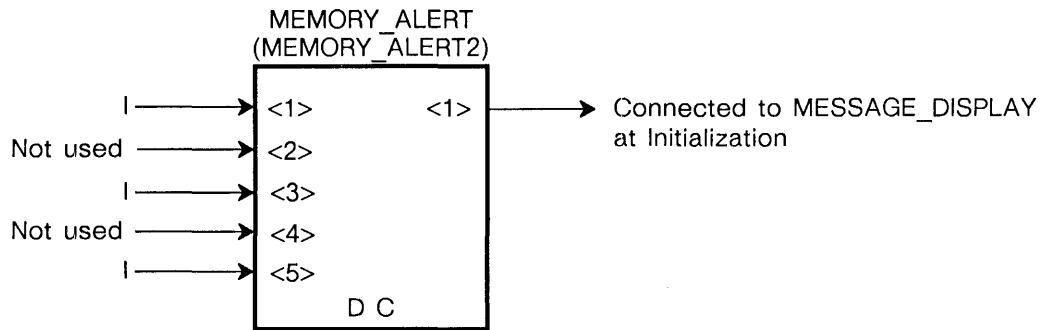 MEMORY_ALERT
(MEMORY_ALERT2)
I <1> <1> Connected to MESSAGE_DISPLAY
at Initialization
Not used <2>
I <3>
Not used <4>
I <5>
D C